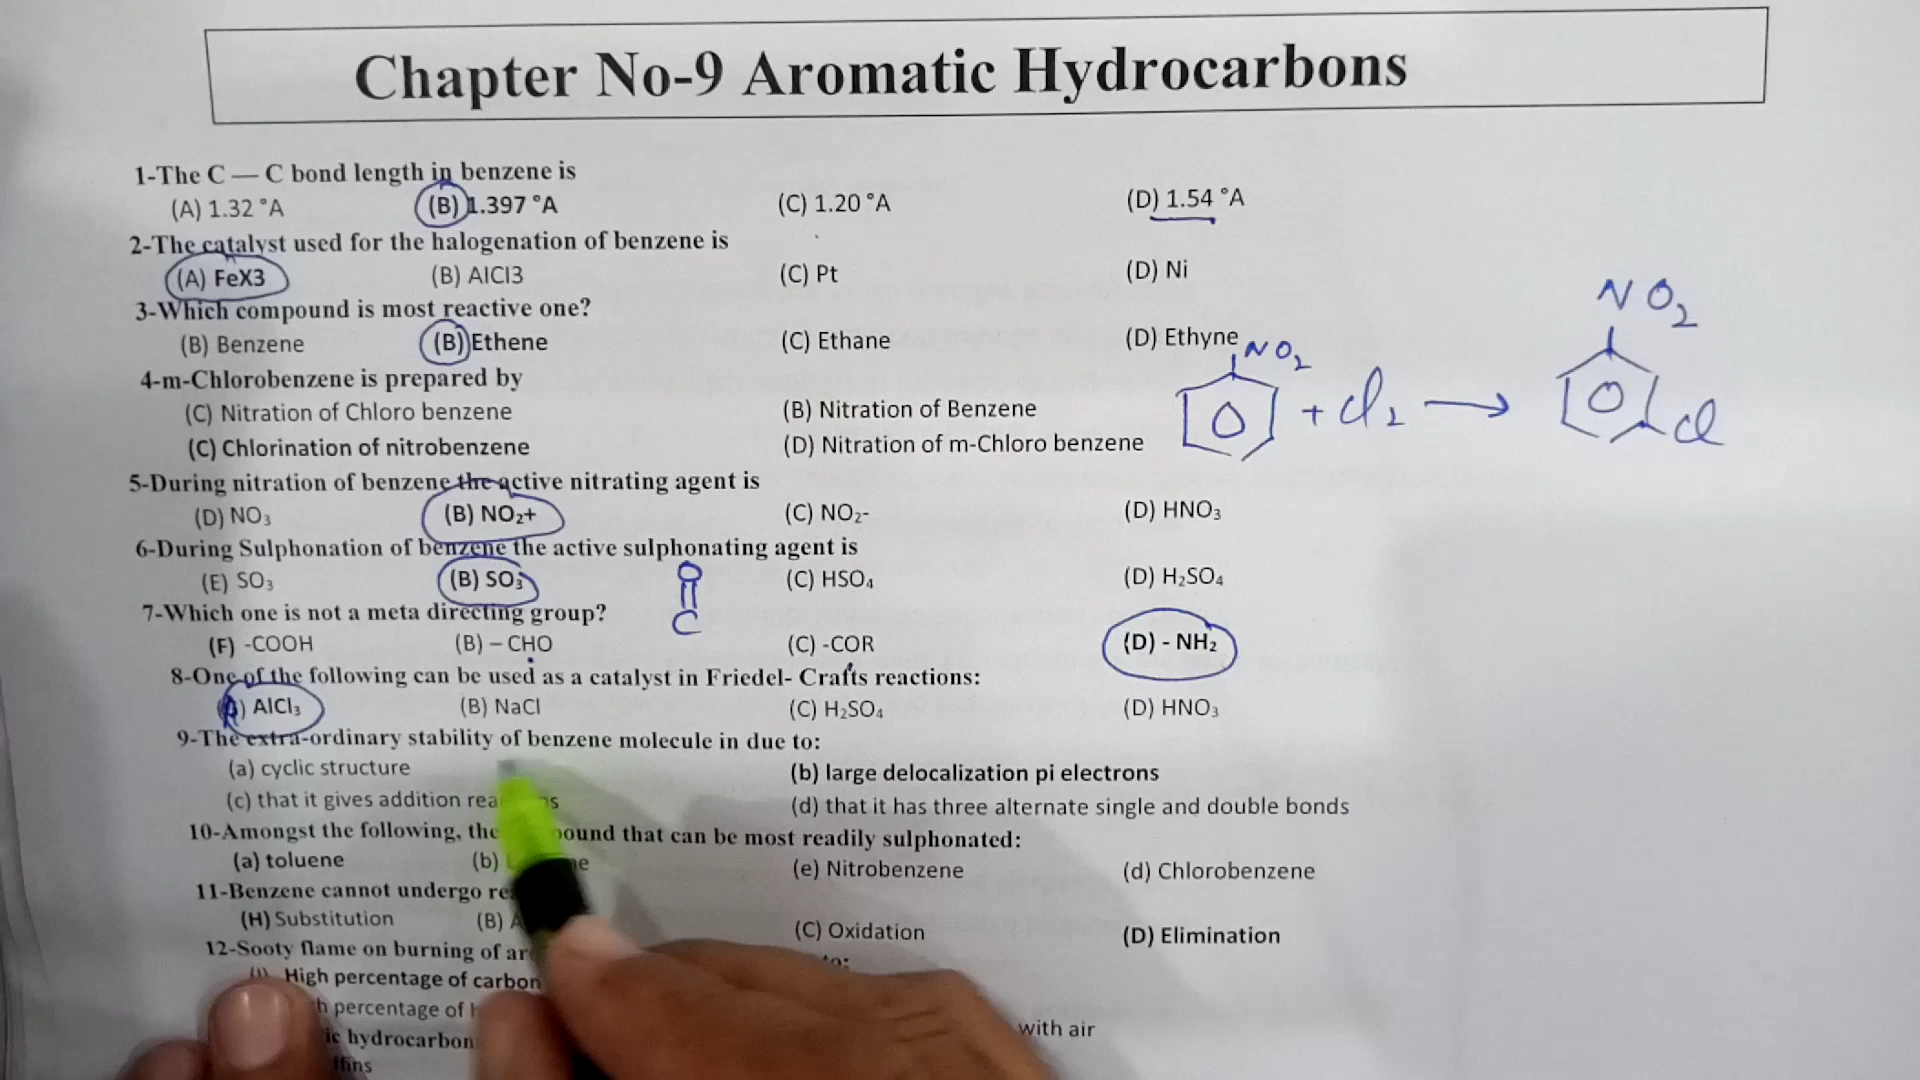 Chapter No-9 Aromatic Hydrocarbons
1-The C — C bond length in benzene is
(A) 1.32 °A (B) 1.397 °A (C) 1.20 °A (D) 1.54 °A
2-The catalyst used for the halogenation of benzene is
(A) FeX3 (B) AlCl3 (C) Pt (D) Ni
3-Which compound is most reactive one?
(B) Benzene (B) Ethene (C) Ethane (D) Ethyne
4-m-Chlorobenzene is prepared by
(C) Nitration of Chloro benzene (B) Nitration of Benzene
(C) Chlorination of nitrobenzene (D) Nitration of m-Chloro benzene
NO₂ + Cl₂ → NO₂ Cl
5-During nitration of benzene the active nitrating agent is
(D) NO₃ (B) NO₂+ (C) NO₂- (D) HNO₃
6-During Sulphonation of benzene the active sulphonating agent is
(E) SO₃ (B) SO₃ (C) HSO₄ (D) H₂SO₄
O
C
7-Which one is not a meta directing group?
(F) -COOH (B) – CHO (C) -COR (D) - NH₂
8-One of the following can be used as a catalyst in Friedel- Crafts reactions:
) AlCl₃ (B) NaCl (C) H₂SO₄ (D) HNO₃
9-The extra-ordinary stability of benzene molecule in due to:
(a) cyclic structure (b) large delocalization pi electrons
(c) that it gives addition (d) that it has three alternate single and double bonds
10-Amongst the following, the that can be most readily sulphonated:
(a) toluene (b) (e) Nitrobenzene (d) Chlorobenzene
11-Benzene cannot undergo
(H) Substitution (B) (C) Oxidation (D) Elimination
12-Sooty flame on burning of
High percentage of carbon
percentage of
with air
hydrocarbon